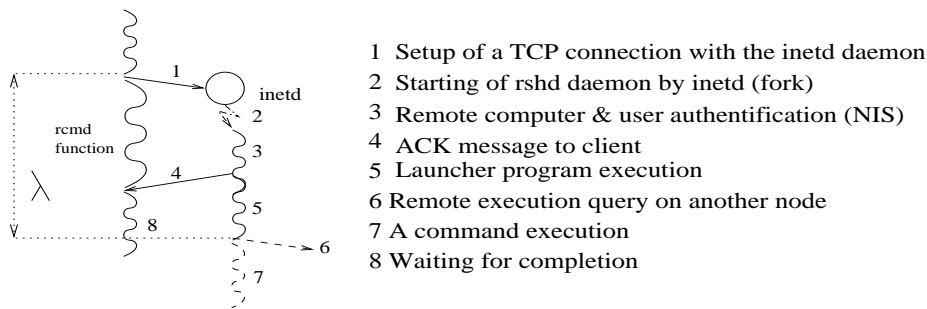 1
inetd
2
rcmd
function
3
4
λ
5
8
6
7
1 Setup of a TCP connection with the inetd daemon
2 Starting of rshd daemon by inetd (fork)
3 Remote computer & user authentification (NIS)
4 ACK message to client
5 Launcher program execution
6 Remote execution query on another node
7 A command execution
8 Waiting for completion